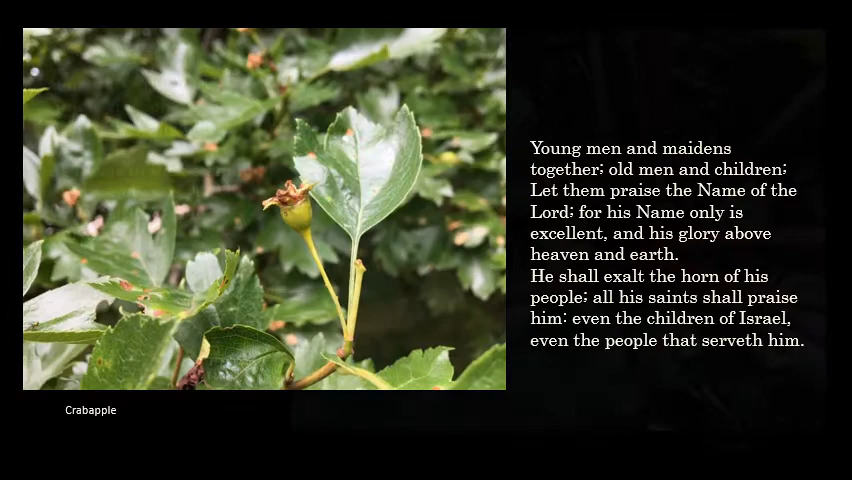 Young men and maidens
together; old men and children;
Let them praise the Name of the
Lord; for his Name only is
excellent, and his glory above
heaven and earth.
He shall exalt the horn of his
people; all his saints shall praise
him: even the children of Israel,
even the people that serveth him.
Crabapple